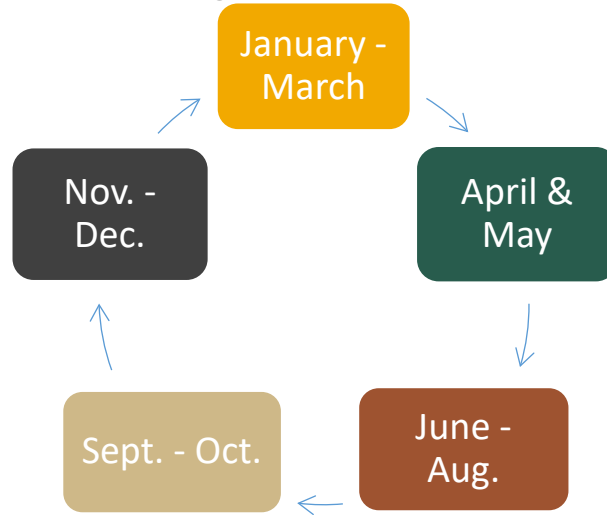 January -
March
April &
May
June -
Aug.
Sept. - Oct.
Nov. -
Dec.